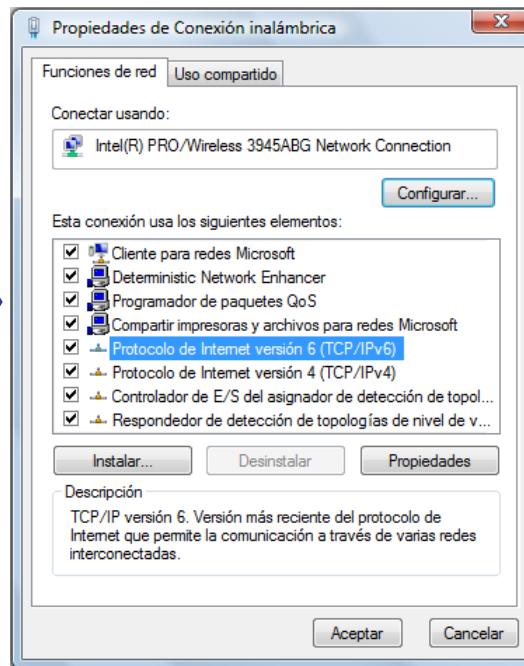 Propiedades de Conexión inalámbrica
Funciones de red
Uso compartido
Conectar usando:
Intel(R) PRO/Wireless 3945ABG Network Connection
Configurar...
Esta conexión usa los siguientes elementos:
Cliente para redes Microsoft
Deterministic Network Enhancer
Programador de paquetes QoS
Compartir impresoras y archivos para redes Microsoft
Protocolo de Internet versión 6 (TCP/IPv6)
Protocolo de Internet versión 4 (TCP/IPv4)
Controlador de E/S del asignador de detección de topol...
Respondedor de detección de topologías de nivel de v...
Instalar...
Desinstalar
Propiedades
Descripción
TCP/IP versión 6. Versión más reciente del protocolo de
Internet que permite la comunicación a través de varias redes
interconectadas.
Aceptar
Cancelar